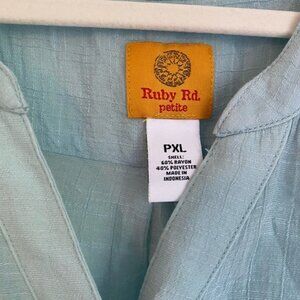 Ruby Rd.
petite
PXL
SHELL:
60% RAYON
40% POLYESTER
MADE IN
INDONESIA